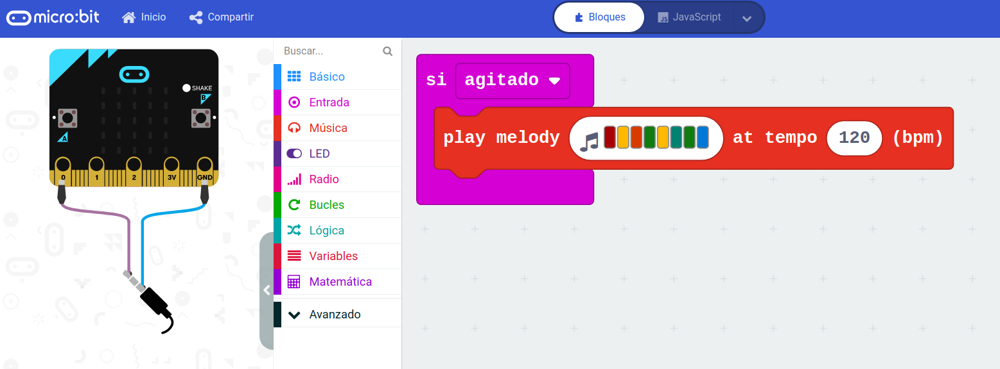 micro:bit Inicio Compartir Bloques JS JavaScript
Buscar...
SHAKE
B
A
0 1 2 3V GND
Básico
Entrada
Música
LED
Radio
Bucles
Lógica
Variables
Matemática
Avanzado
si agitado
play melody at tempo 120 (bpm)